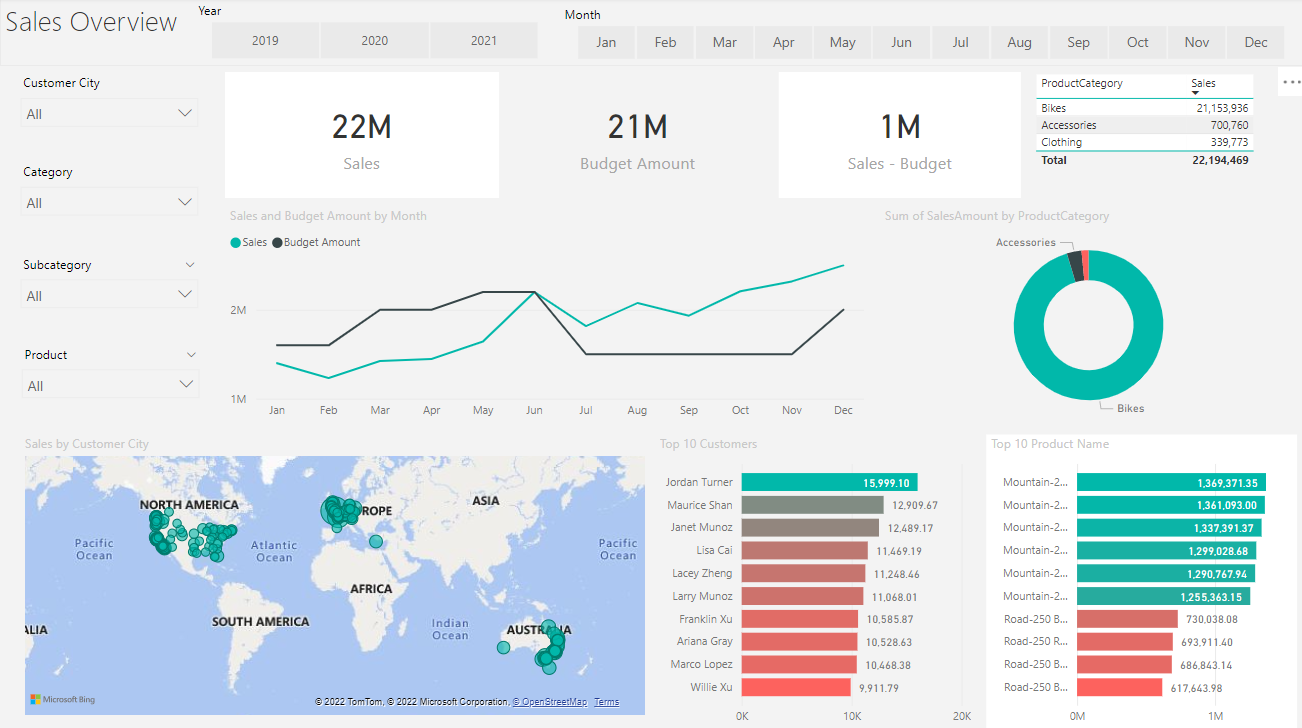 Sales Overview
Year
2019 2020 2021
Month
Jan Feb Mar Apr May Jun Jul Aug Sep Oct Nov Dec
Customer City
All
Category
All
Subcategory
All
Product
All
22M
Sales
21M
Budget Amount
1M
Sales - Budget
ProductCategory Sales
Bikes 21,153,936
Accessories 700,760
Clothing 339,773
Total 22,194,469
Sales and Budget Amount by Month
Sales Budget Amount
2M
1M
Jan Feb Mar Apr May Jun Jul Aug Sep Oct Nov Dec
Sum of SalesAmount by ProductCategory
Accessories
Bikes
Sales by Customer City
NORTH AMERICA
ROPE
ASIA
Pacific
Ocean
Atlantic
Ocean
Pacific
Ocean
AFRICA
SOUTH AMERICA
Indian
Ocean
ALIA
AUSTRALIA
Microsoft Bing
© 2022 TomTom, © 2022 Microsoft Corporation, © OpenStreetMap Terms
Top 10 Customers
Jordan Turner 15,999.10
Maurice Shan 12,909.67
Janet Munoz 12,489.17
Lisa Cai 11,469.19
Lacey Zheng 11,248.46
Larry Munoz 11,068.01
Franklin Xu 10,585.87
Ariana Gray 10,528.63
Marco Lopez 10,468.38
Willie Xu 9,911.79
0K 10K 20K
Top 10 Product Name
Mountain-2... 1,369,371.35
Mountain-2... 1,361,093.00
Mountain-2... 1,337,391.37
Mountain-2... 1,299,028.68
Mountain-2... 1,290,767.94
Mountain-2... 1,255,363.15
Road-250 B... 730,038.08
Road-250 R... 693,911.40
Road-250 B... 686,843.14
Road-250 B... 617,643.98
0M 1M